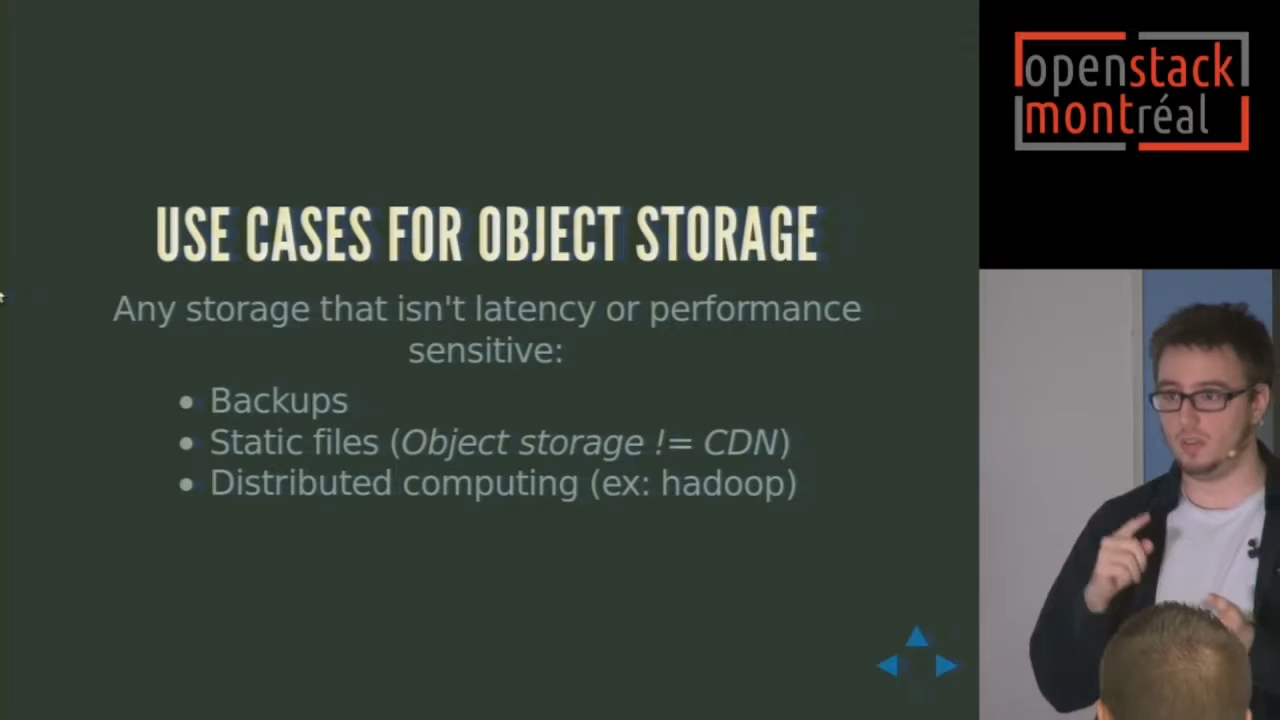 USE CASES FOR OBJECT STORAGE
Any storage that isn't latency or performance
sensitive:
• Backups
• Static files (Object storage != CDN)
• Distributed computing (ex: hadoop)
openstack
montréal